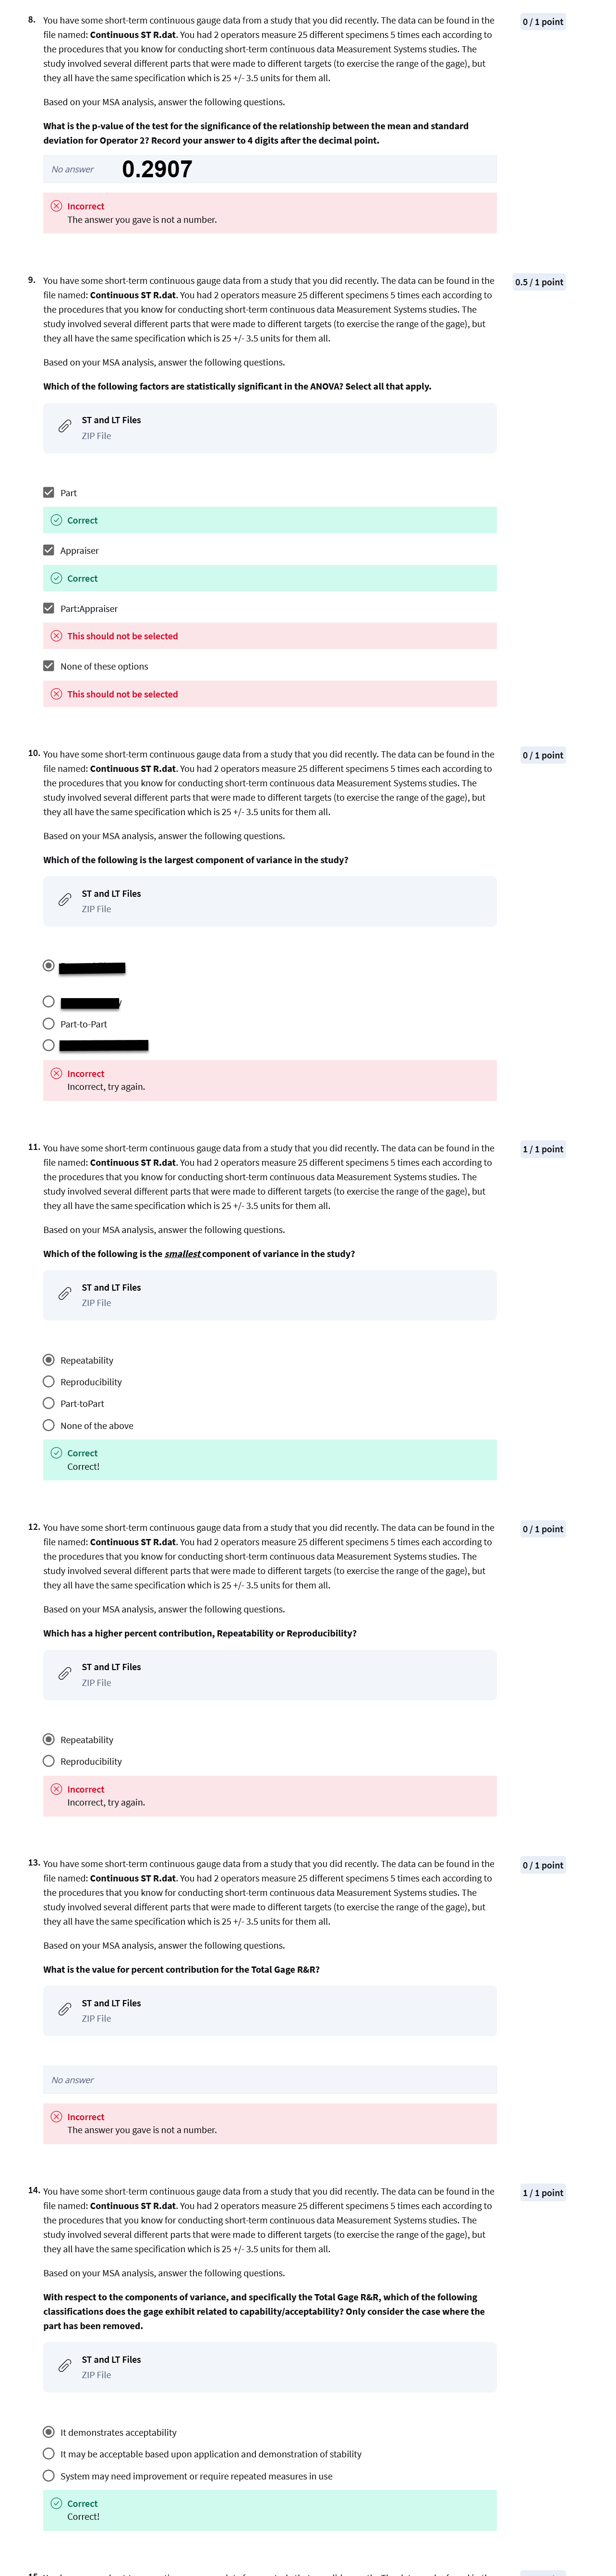 8. You have some short-term continuous gauge data from a study that you did recently. The data can be found in the
0 / 1 point
file named: Continuous ST R.dat. You had 2 operators measure 25 different specimens 5 times each according to
the procedures that you know for conducting short-term continuous data Measurement Systems studies. The
study involved several different parts that were made to different targets (to exercise the range of the gage), but
they all have the same specification which is 25 +/- 3.5 units for them all.
Based on your MSA analysis, answer the following questions.
What is the p-value of the test for the significance of the relationship between the mean and standard
deviation for Operator 2? Record your answer to 4 digits after the decimal point.
No answer 0.2907
Incorrect
The answer you gave is not a number.
9. You have some short-term continuous gauge data from a study that you did recently. The data can be found in the
0.5 / 1 point
file named: Continuous ST R.dat. You had 2 operators measure 25 different specimens 5 times each according to
the procedures that you know for conducting short-term continuous data Measurement Systems studies. The
study involved several different parts that were made to different targets (to exercise the range of the gage), but
they all have the same specification which is 25 +/- 3.5 units for them all.
Based on your MSA analysis, answer the following questions.
Which of the following factors are statistically significant in the ANOVA? Select all that apply.
ST and LT Files
ZIP File
Part
Correct
Appraiser
Correct
Part:Appraiser
This should not be selected
None of these options
This should not be selected
10. You have some short-term continuous gauge data from a study that you did recently. The data can be found in the
0 / 1 point
file named: Continuous ST R.dat. You had 2 operators measure 25 different specimens 5 times each according to
the procedures that you know for conducting short-term continuous data Measurement Systems studies. The
study involved several different parts that were made to different targets (to exercise the range of the gage), but
they all have the same specification which is 25 +/- 3.5 units for them all.
Based on your MSA analysis, answer the following questions.
Which of the following is the largest component of variance in the study?
ST and LT Files
ZIP File
Part-to-Part
Incorrect
Incorrect, try again.
11. You have some short-term continuous gauge data from a study that you did recently. The data can be found in the
1 / 1 point
file named: Continuous ST R.dat. You had 2 operators measure 25 different specimens 5 times each according to
the procedures that you know for conducting short-term continuous data Measurement Systems studies. The
study involved several different parts that were made to different targets (to exercise the range of the gage), but
they all have the same specification which is 25 +/- 3.5 units for them all.
Based on your MSA analysis, answer the following questions.
Which of the following is the smallest component of variance in the study?
ST and LT Files
ZIP File
Repeatability
Reproducibility
Part-toPart
None of the above
Correct
Correct!
12. You have some short-term continuous gauge data from a study that you did recently. The data can be found in the
0 / 1 point
file named: Continuous ST R.dat. You had 2 operators measure 25 different specimens 5 times each according to
the procedures that you know for conducting short-term continuous data Measurement Systems studies. The
study involved several different parts that were made to different targets (to exercise the range of the gage), but
they all have the same specification which is 25 +/- 3.5 units for them all.
Based on your MSA analysis, answer the following questions.
Which has a higher percent contribution, Repeatability or Reproducibility?
ST and LT Files
ZIP File
Repeatability
Reproducibility
Incorrect
Incorrect, try again.
13. You have some short-term continuous gauge data from a study that you did recently. The data can be found in the
0 / 1 point
file named: Continuous ST R.dat. You had 2 operators measure 25 different specimens 5 times each according to
the procedures that you know for conducting short-term continuous data Measurement Systems studies. The
study involved several different parts that were made to different targets (to exercise the range of the gage), but
they all have the same specification which is 25 +/- 3.5 units for them all.
Based on your MSA analysis, answer the following questions.
What is the value for percent contribution for the Total Gage R&R?
ST and LT Files
ZIP File
No answer
Incorrect
The answer you gave is not a number.
14. You have some short-term continuous gauge data from a study that you did recently. The data can be found in the
1 / 1 point
file named: Continuous ST R.dat. You had 2 operators measure 25 different specimens 5 times each according to
the procedures that you know for conducting short-term continuous data Measurement Systems studies. The
study involved several different parts that were made to different targets (to exercise the range of the gage), but
they all have the same specification which is 25 +/- 3.5 units for them all.
Based on your MSA analysis, answer the following questions.
With respect to the components of variance, and specifically the Total Gage R&R, which of the following
classifications does the gage exhibit related to capability/acceptability? Only consider the case where the
part has been removed.
ST and LT Files
ZIP File
It demonstrates acceptability
It may be acceptable based upon application and demonstration of stability
System may need improvement or require repeated measures in use
Correct
Correct!